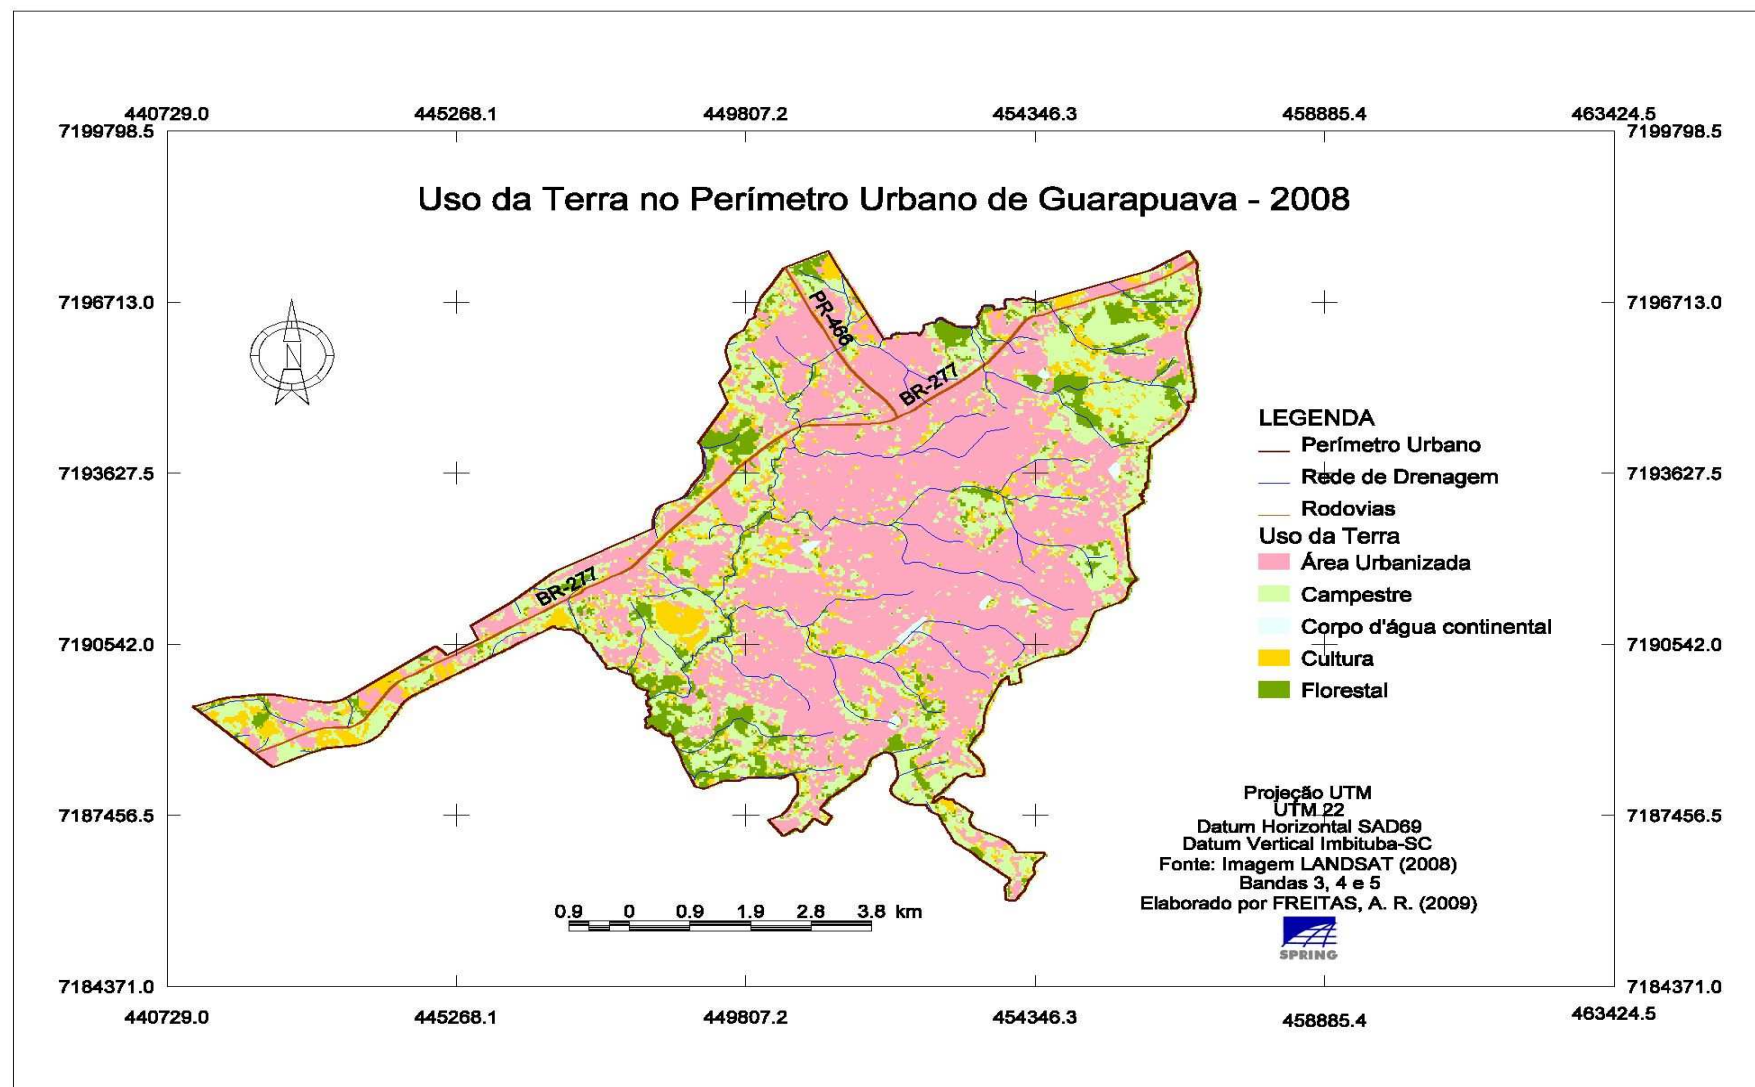 440729.0 445268.1 449807.2 454346.3 458885.4 463424.5
7199798.5 7199798.5
Uso da Terra no Perímetro Urbano de Guarapuava - 2008
7196713.0 7196713.0
PR-466
N
BR-277
LEGENDA
Perímetro Urbano
7193627.5 7193627.5
Rede de Drenagem
Rodovias
Uso da Terra
Área Urbanizada
BR-277
Campestre
Corpo d'água continental
7190542.0 7190542.0
Cultura
Florestal
Projeção UTM
UTM 22
7187456.5 7187456.5
Datum Horizontal SAD69
Datum Vertical Imbituba-SC
Fonte: Imagem LANDSAT (2008)
Bandas 3, 4 e 5
Elaborado por FREITAS, A. R. (2009)
0.9 0 0.9 1.9 2.8 3.8 km
SPRING
7184371.0 7184371.0
440729.0 445268.1 449807.2 454346.3 458885.4 463424.5